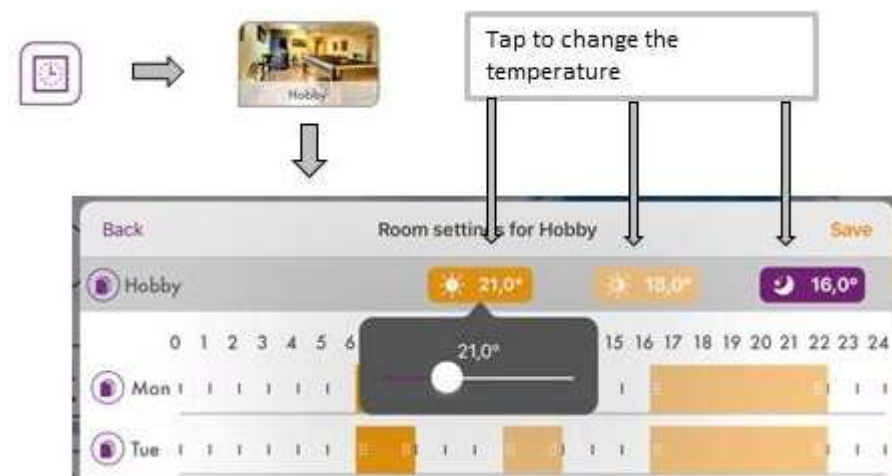 Tap to change the
temperature
Hobby
Back Room settings for Hobby Save
Hobby 21,0° 18,0° 16,0°
0 1 2 3 4 5 6 15 16 17 18 19 20 21 22 23 24
21,0°
Mon
Tue